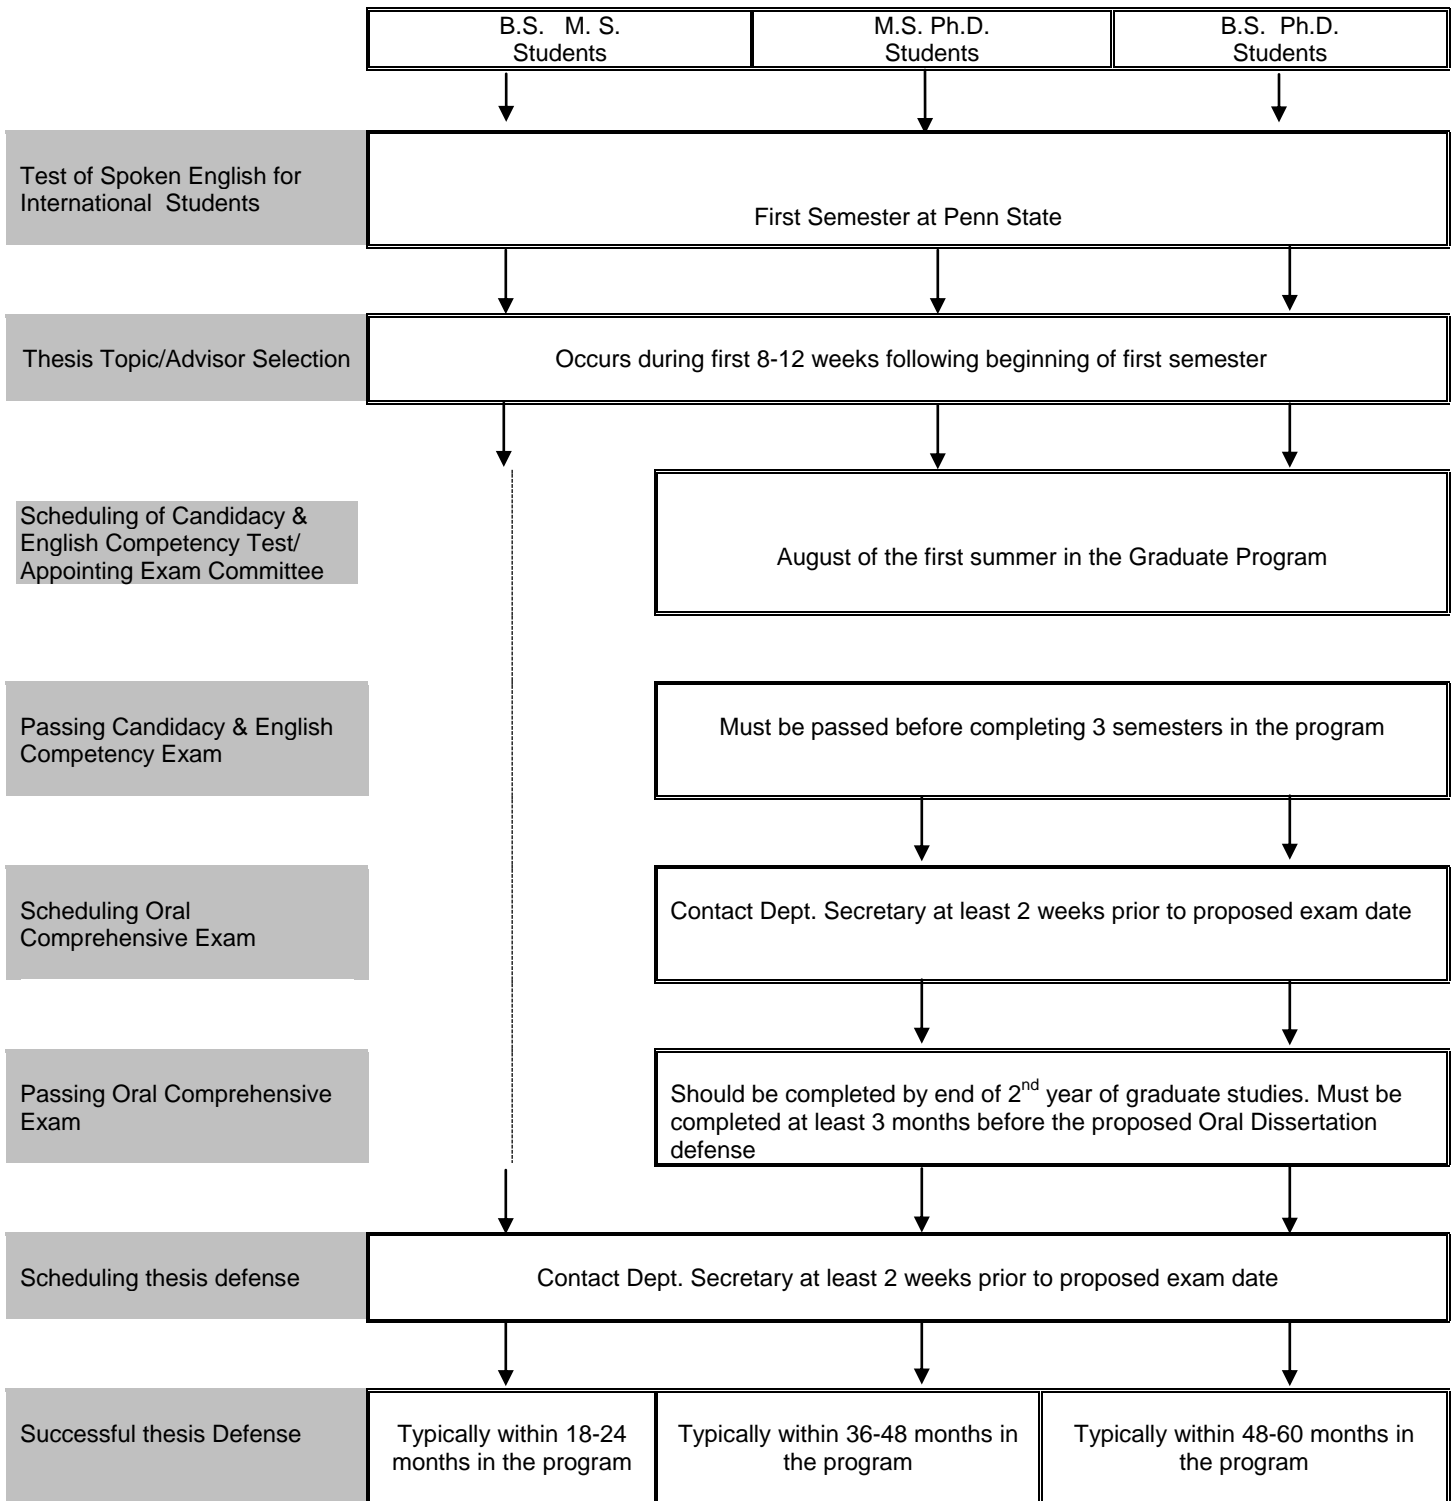 B.S. M. S.
Students
M.S. Ph.D.
Students
B.S. Ph.D.
Students
Test of Spoken English for
International Students
First Semester at Penn State
Thesis Topic/Advisor Selection
Occurs during first 8-12 weeks following beginning of first semester
Scheduling of Candidacy &
English Competency Test/
Appointing Exam Committee
August of the first summer in the Graduate Program
Passing Candidacy & English
Competency Exam
Must be passed before completing 3 semesters in the program
Scheduling Oral
Comprehensive Exam
Contact Dept. Secretary at least 2 weeks prior to proposed exam date
Passing Oral Comprehensive
Exam
Should be completed by end of 2nd year of graduate studies. Must be
completed at least 3 months before the proposed Oral Dissertation
defense
Scheduling thesis defense
Contact Dept. Secretary at least 2 weeks prior to proposed exam date
Successful thesis Defense
Typically within 18-24
months in the program
Typically within 36-48 months in
the program
Typically within 48-60 months in
the program